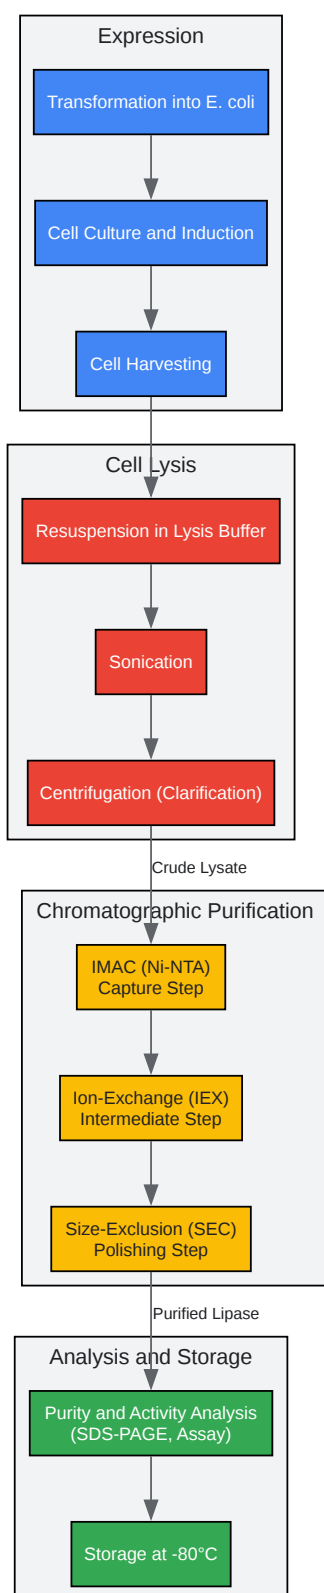 Expression
Transformation into E. coli
Cell Culture and Induction
Cell Harvesting
Cell Lysis
Resuspension in Lysis Buffer
Sonication
Centrifugation (Clarification)
Crude Lysate
Chromatographic Purification
IMAC (Ni-NTA)
Capture Step
Ion-Exchange (IEX)
Intermediate Step
Size-Exclusion (SEC)
Polishing Step
Purified Lipase
Analysis and Storage
Purity and Activity Analysis
(SDS-PAGE, Assay)
Storage at -80°C